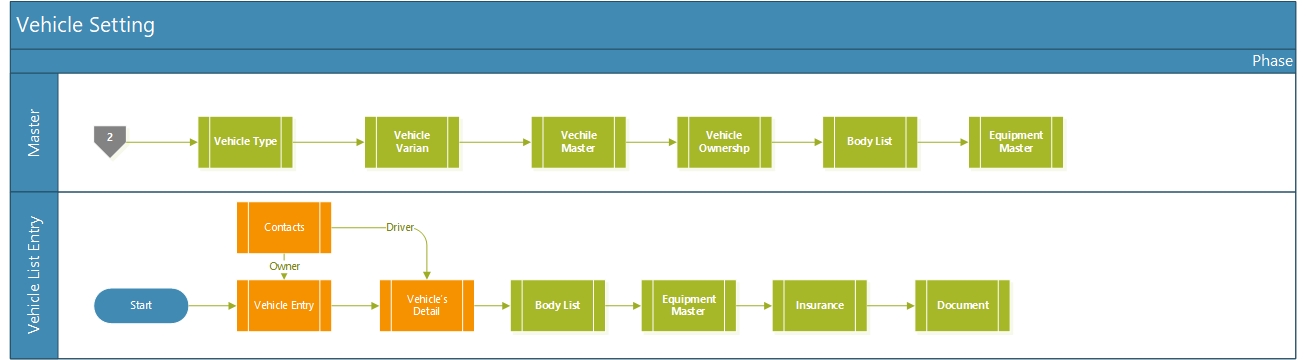 Vehicle Setting
Phase
Master
2
Vehicle Type
Vehicle
Varian
Vechile
Master
Vehicle
Ownershp
Body List
Equipment
Master
Vehicle List Entry
Contacts
Driver
Owner
Start
Vehicle Entry
Vehicle's
Detail
Body List
Equipment
Master
Insurance
Document